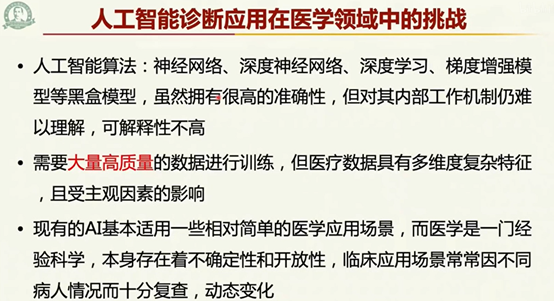 人工智能诊断应用在医学领域中的挑战
• 人工智能算法：神经网络、深度神经网络、深度学习、梯度增强模
型等黑盒模型，虽然拥有很高的准确性，但对其内部工作机制仍难
以理解，可解释性不高
• 需要大量高质量的数据进行训练，但医疗数据具有多维度复杂特征
，且受主观因素的影响
• 现有的AI基本适用一些相对简单的医学应用场景，而医学是一门经
验科学，本身存在着不确定性和开放性，临床应用场景常常因不同
病人情况而十分复查，动态变化